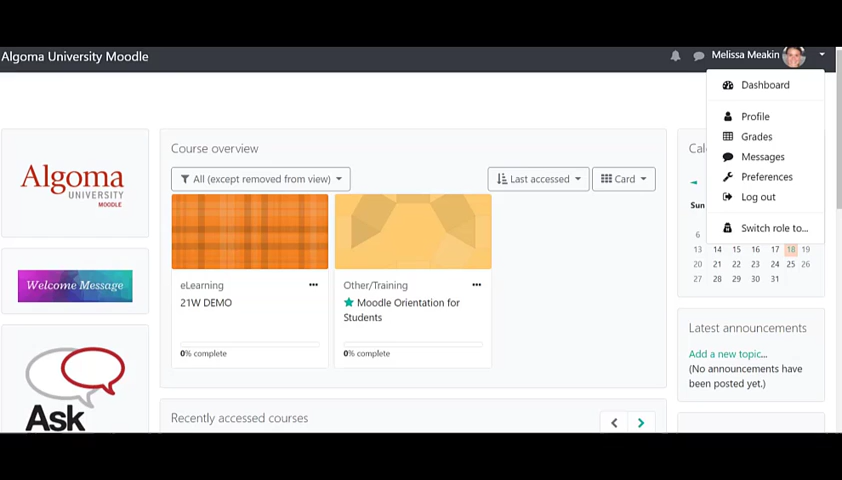 Algoma University Moodle
Melissa Meakin
Dashboard
Profile
Grades
Messages
Preferences
Log out
Switch role to...
Algoma
UNIVERSITY
MOODLE
Welcome Message
Ask
Course overview
All (except removed from view)
Last accessed
Card
eLearning
21W DEMO
0% complete
Other/Training
Moodle Orientation for
Students
0% complete
Recently accessed courses
Sun
6
13 14 15 16 17 18 19
20 21 22 23 24 25 26
27 28 29 30 31
Latest announcements
Add a new topic...
(No announcements have
been posted yet.)